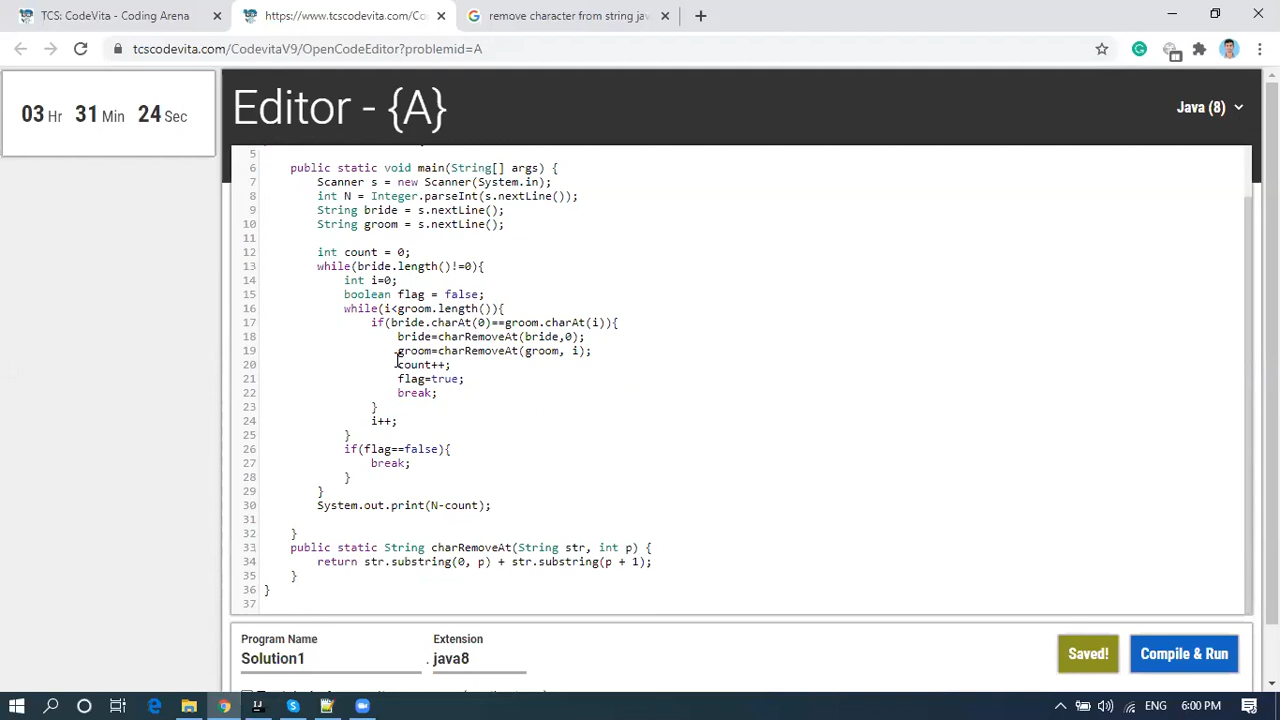 TCS: CodeVita - Coding Arena
https://www.tcscodevita.com/Co
remove character from string jav
tcscodevita.com/CodevitaV9/OpenCodeEditor?problemid=A
03 Hr 31 Min 24 Sec
Editor - {A}
Java (8)
5
6 public static void main(String[] args) {
7 Scanner s = new Scanner(System.in);
8 int N = Integer.parseInt(s.nextLine());
9 String bride = s.nextLine();
10 String groom = s.nextLine();
11
12 int count = 0;
13 while(bride.length()!=0){
14 int i=0;
15 boolean flag = false;
16 while(i<groom.length()){
17 if(bride.charAt(0)==groom.charAt(i)){
18 bride=charRemoveAt(bride,0);
19 groom=charRemoveAt(groom, i);
20 count++;
21 flag=true;
22 break;
23 }
24 i++;
25 }
26 if(flag==false){
27 break;
28 }
29 }
30 System.out.print(N-count);
31
32 }
33 public static String charRemoveAt(String str, int p) {
34 return str.substring(0, p) + str.substring(p + 1);
35 }
36 }
37
Program Name
Extension
Solution1 . java8
Saved!
Compile & Run
ENG
6:00 PM